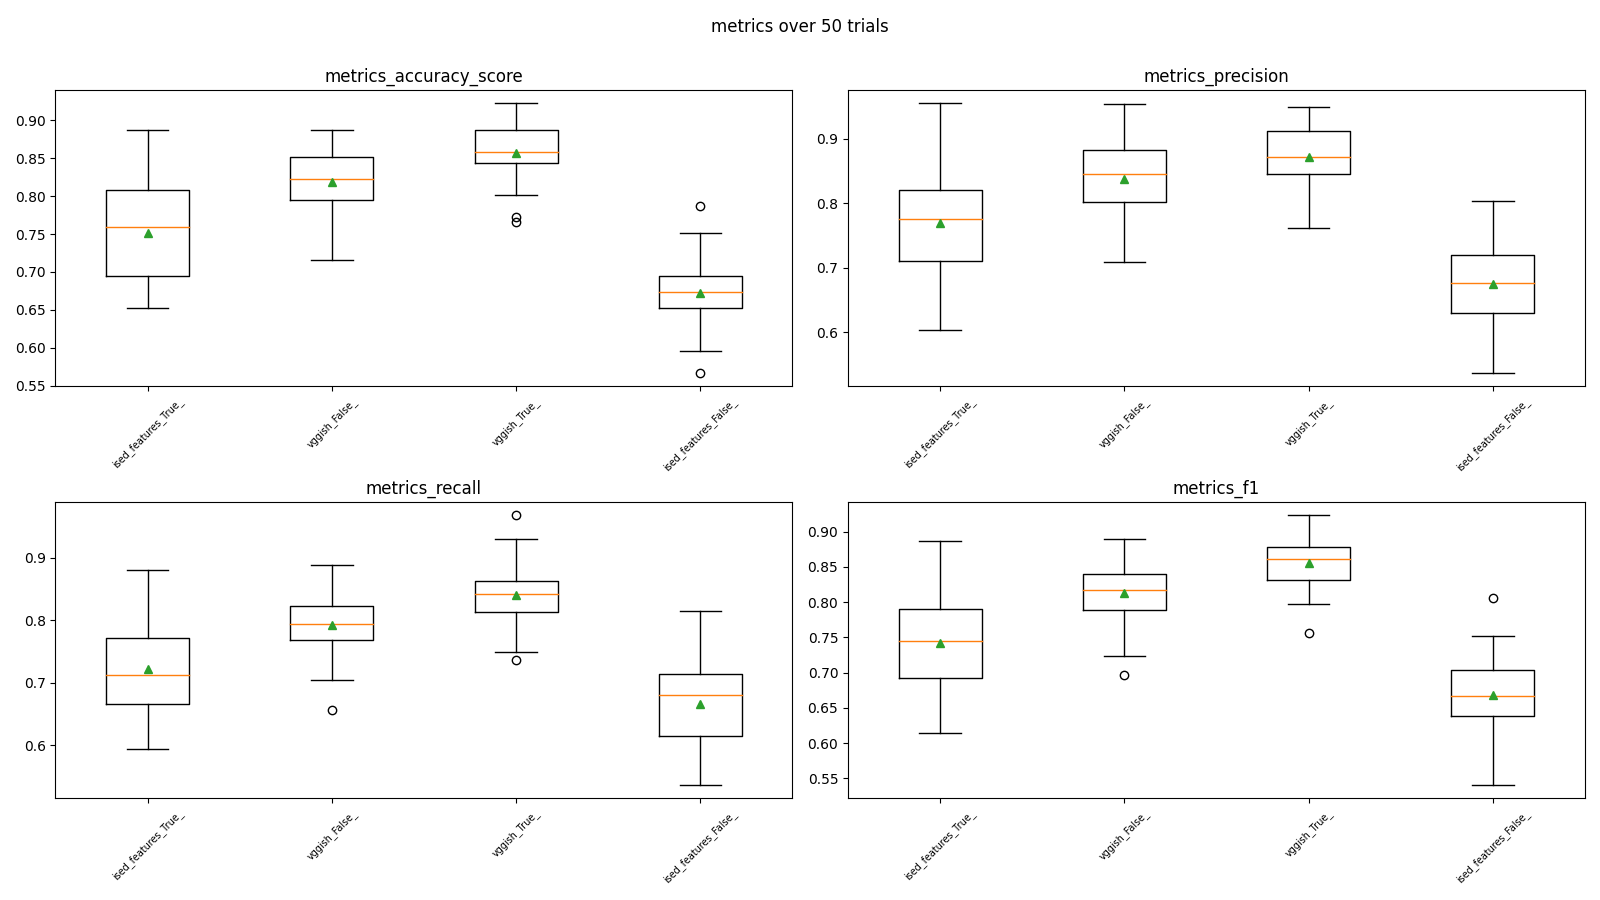 metrics over 50 trials
metrics_accuracy_score
0.90
0.85
0.80
0.75
0.70
0.65
0.60
0.55
ised_features_True_
vggish_False_
vggish_True_
ised_features_False_
metrics_precision
0.9
0.8
0.7
0.6
ised_features_True_
vggish_False_
vggish_True_
ised_features_False_
metrics_recall
0.9
0.8
0.7
0.6
ised_features_True_
vggish_False_
vggish_True_
ised_features_False_
metrics_f1
0.90
0.85
0.80
0.75
0.70
0.65
0.60
0.55
ised_features_True_
vggish_False_
vggish_True_
ised_features_False_